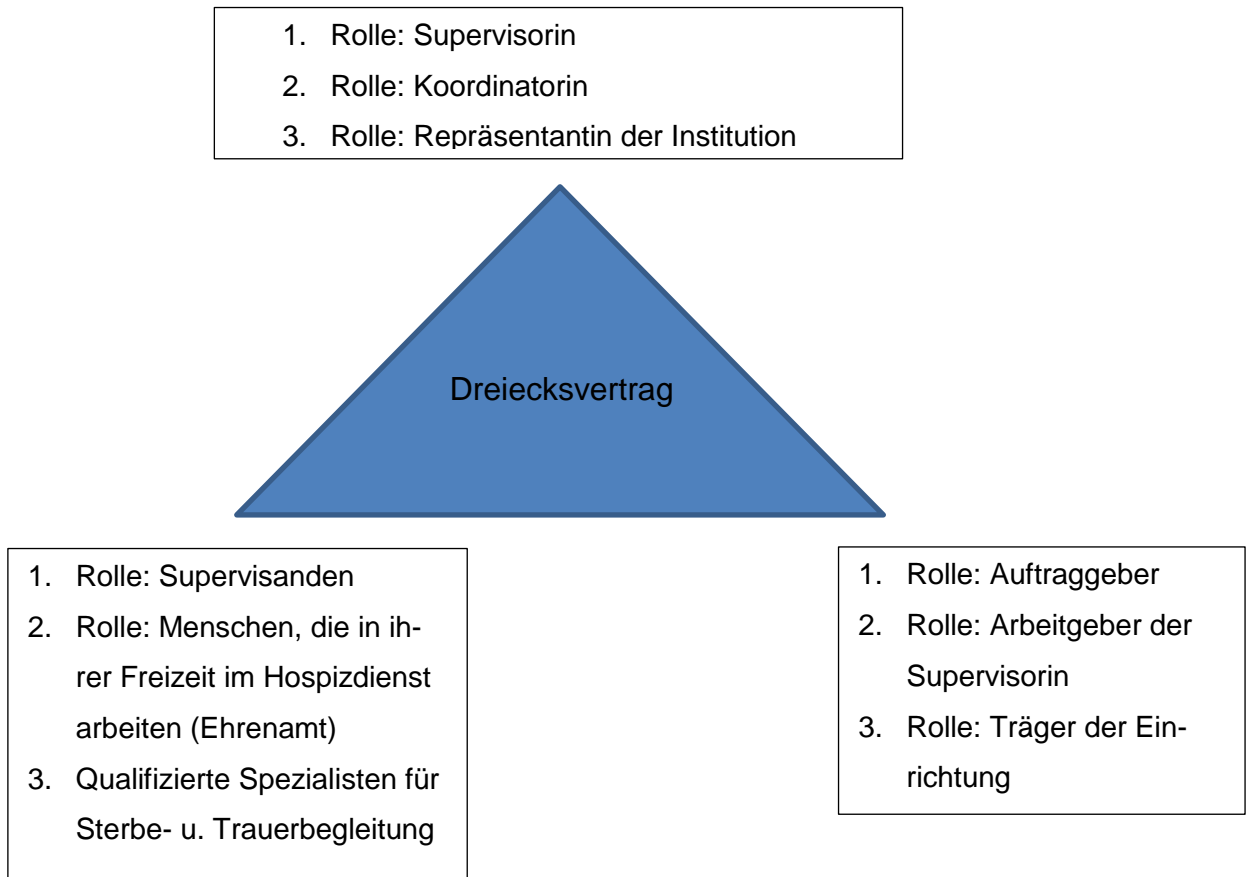 1. Rolle: Supervisorin
2. Rolle: Koordinatorin
3. Rolle: Repräsentantin der Institution
Dreiecksvertrag
1. Rolle: Supervisanden
2. Rolle: Menschen, die in ih-
rer Freizeit im Hospizdienst
arbeiten (Ehrenamt)
3. Qualifizierte Spezialisten für
Sterbe- u. Trauerbegleitung
1. Rolle: Auftraggeber
2. Rolle: Arbeitgeber der
Supervisorin
3. Rolle: Träger der Ein-
richtung